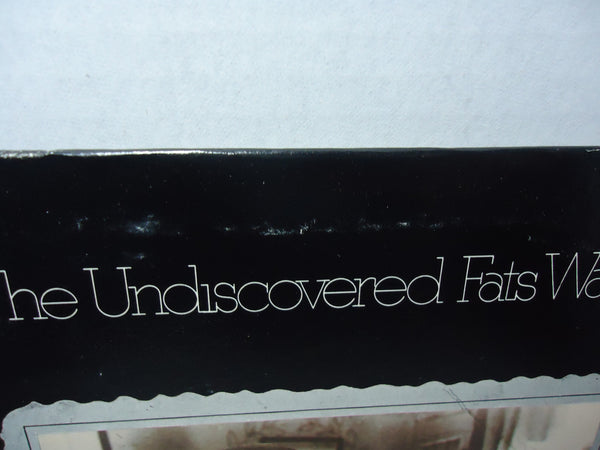 he Undiscovered Fats Wa